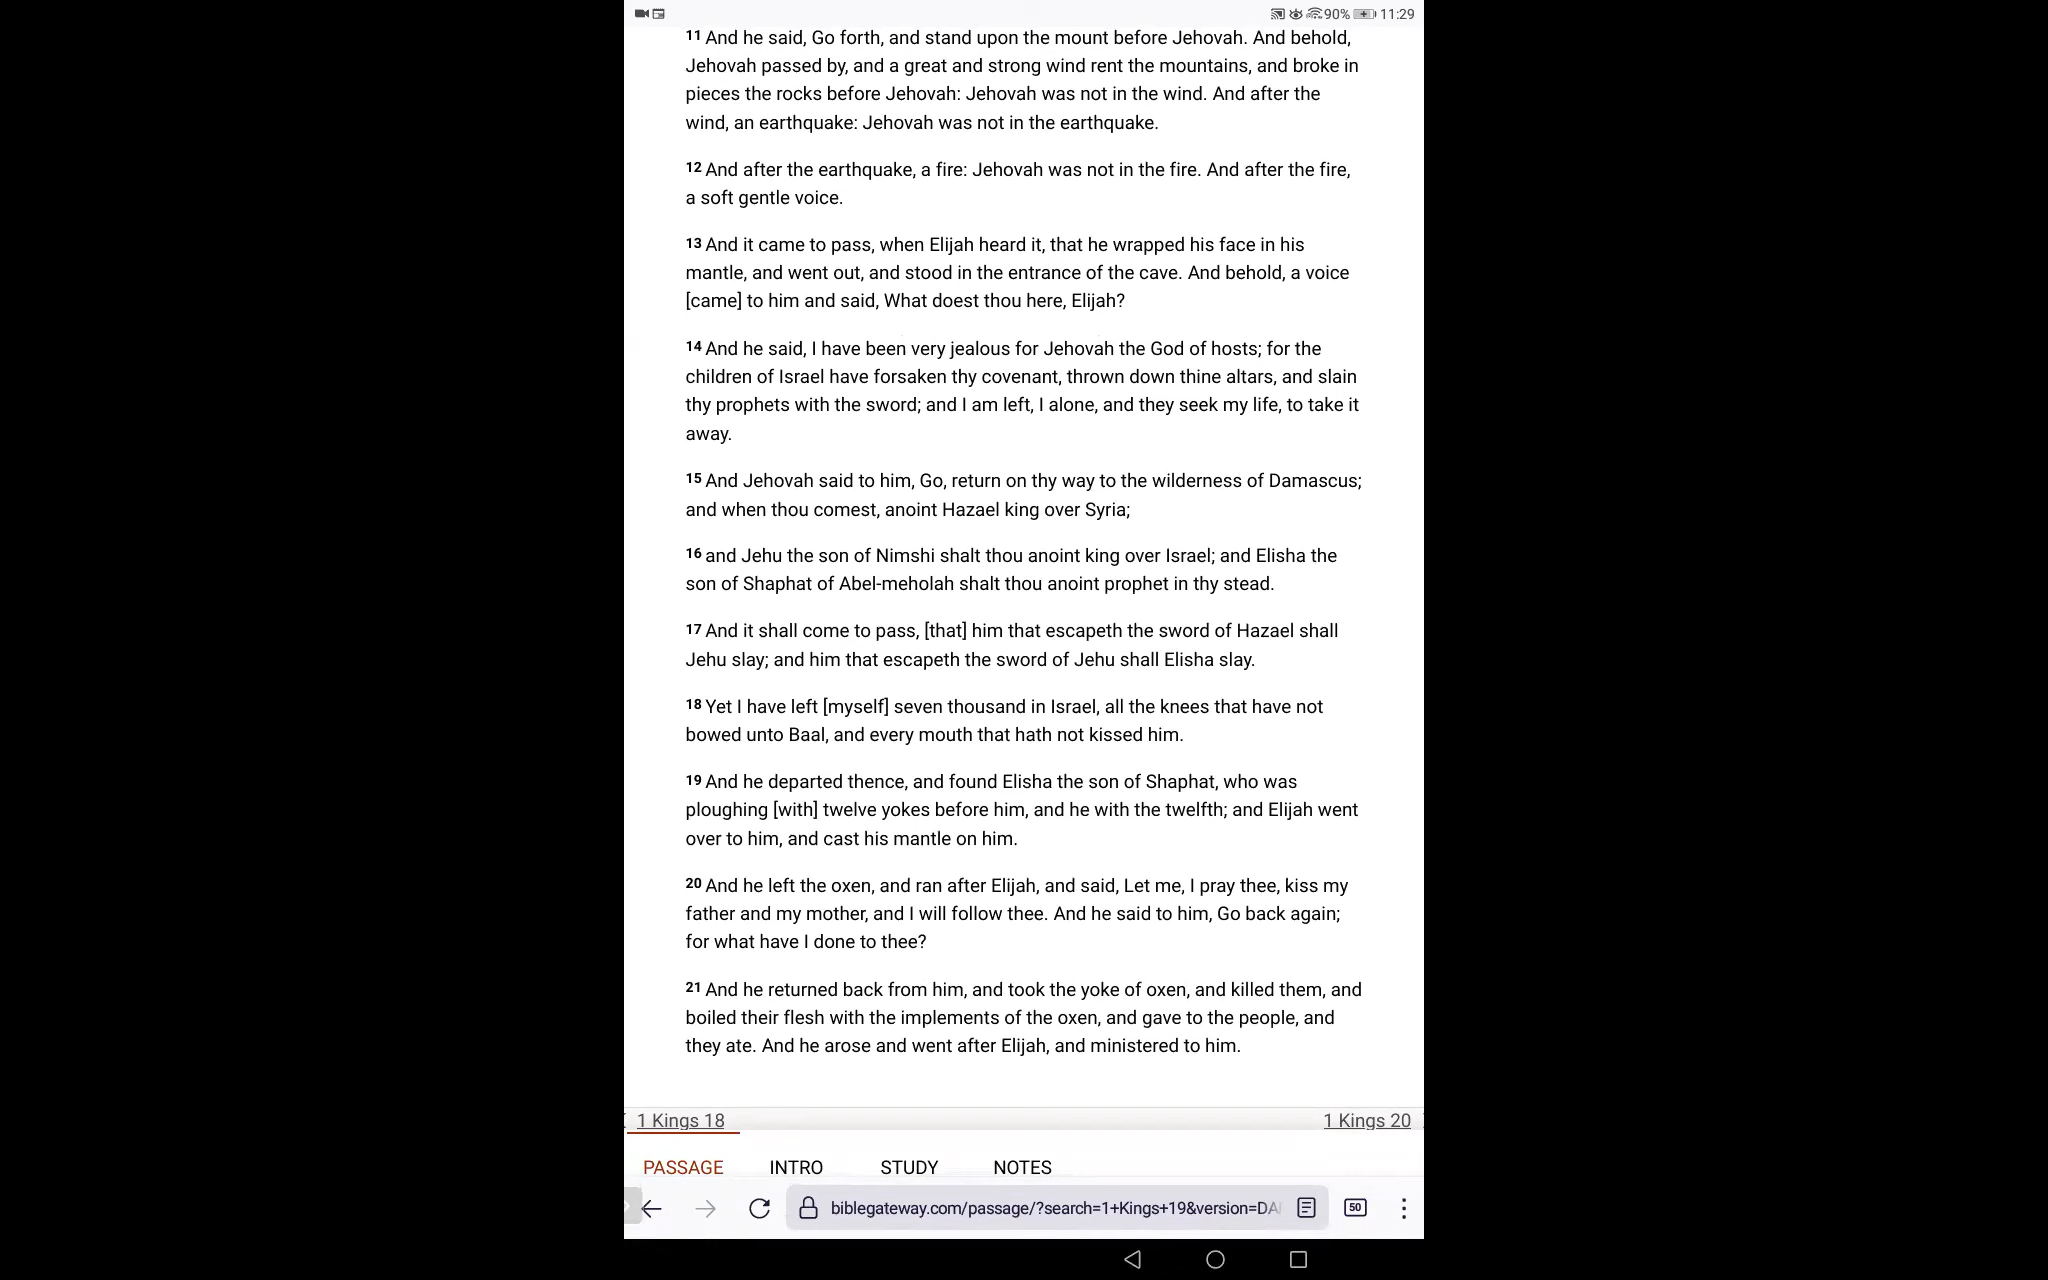 90% 11:29
11 And he said, Go forth, and stand upon the mount before Jehovah. And behold,
Jehovah passed by, and a great and strong wind rent the mountains, and broke in
pieces the rocks before Jehovah: Jehovah was not in the wind. And after the
wind, an earthquake: Jehovah was not in the earthquake.
12 And after the earthquake, a fire: Jehovah was not in the fire. And after the fire,
a soft gentle voice.
13 And it came to pass, when Elijah heard it, that he wrapped his face in his
mantle, and went out, and stood in the entrance of the cave. And behold, a voice
[came] to him and said, What doest thou here, Elijah?
14 And he said, I have been very jealous for Jehovah the God of hosts; for the
children of Israel have forsaken thy covenant, thrown down thine altars, and slain
thy prophets with the sword; and I am left, I alone, and they seek my life, to take it
away.
15 And Jehovah said to him, Go, return on thy way to the wilderness of Damascus;
and when thou comest, anoint Hazael king over Syria;
16 and Jehu the son of Nimshi shalt thou anoint king over Israel; and Elisha the
son of Shaphat of Abel-meholah shalt thou anoint prophet in thy stead.
17 And it shall come to pass, [that] him that escapeth the sword of Hazael shall
Jehu slay; and him that escapeth the sword of Jehu shall Elisha slay.
18 Yet I have left [myself] seven thousand in Israel, all the knees that have not
bowed unto Baal, and every mouth that hath not kissed him.
19 And he departed thence, and found Elisha the son of Shaphat, who was
ploughing [with] twelve yokes before him, and he with the twelfth; and Elijah went
over to him, and cast his mantle on him.
20 And he left the oxen, and ran after Elijah, and said, Let me, I pray thee, kiss my
father and my mother, and I will follow thee. And he said to him, Go back again;
for what have I done to thee?
21 And he returned back from him, and took the yoke of oxen, and killed them, and
boiled their flesh with the implements of the oxen, and gave to the people, and
they ate. And he arose and went after Elijah, and ministered to him.
1 Kings 18 1 Kings 20
PASSAGE INTRO STUDY NOTES
biblegateway.com/passage/?search=1+Kings+19&version=DA 50